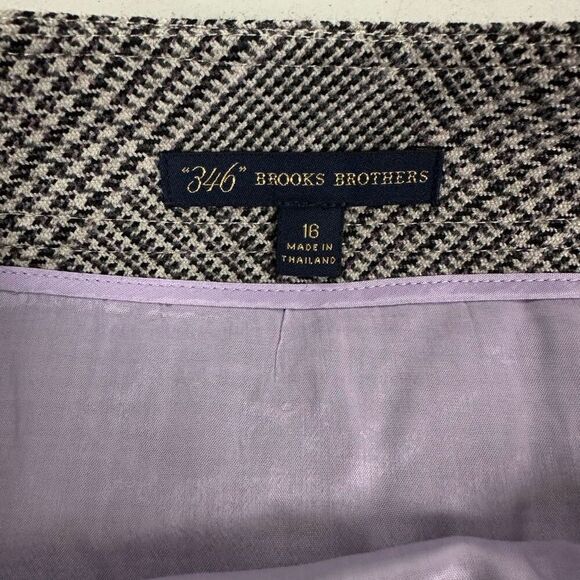 "346" BROOKS BROTHERS
16
MADE IN
THAILAND